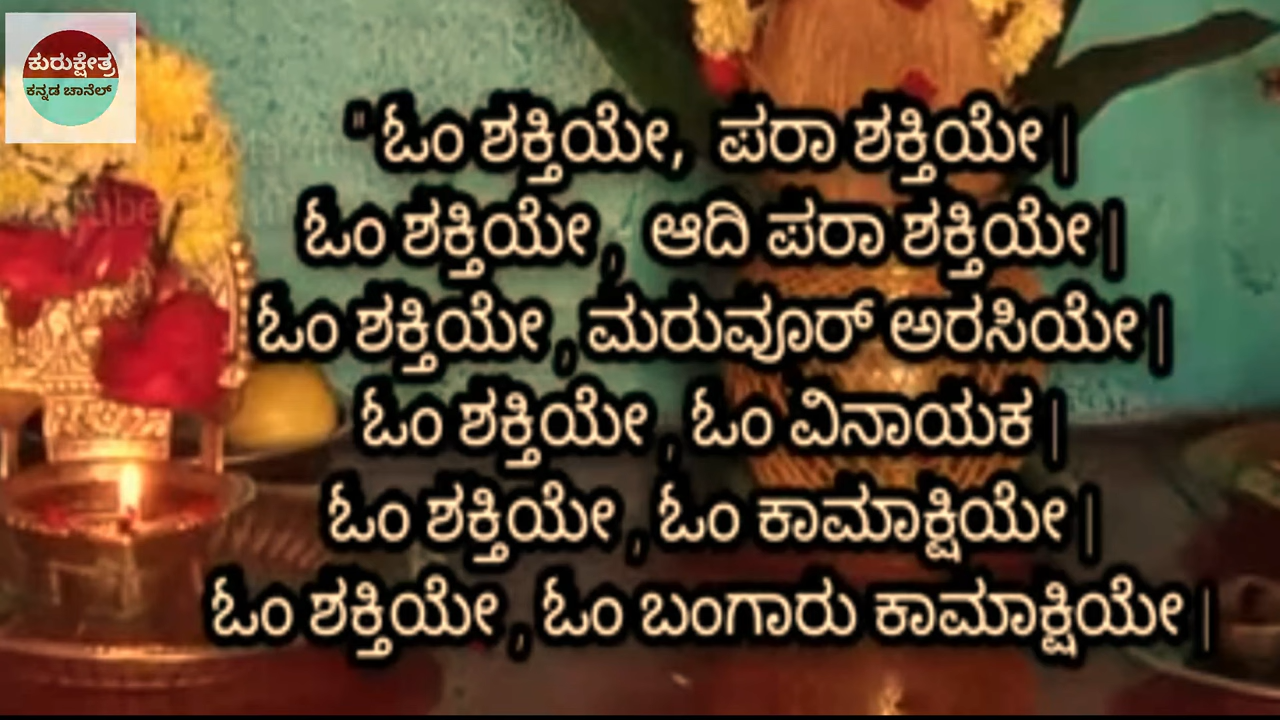 ಕುರುಕ್ಷೇತ್ರ
ಕನ್ನಡ ಚಾನೆಲ್
"ಓಂ ಶಕ್ತಿಯೇ, ಪರಾ ಶಕ್ತಿಯೇ |
ಓಂ ಶಕ್ತಿಯೇ , ಆದಿ ಪರಾ ಶಕ್ತಿಯೇ |
ಓಂ ಶಕ್ತಿಯೇ , ಮರುವೂರ್ ಅರಸಿಯೇ |
ಓಂ ಶಕ್ತಿಯೇ , ಓಂ ವಿನಾಯಕ |
ಓಂ ಶಕ್ತಿಯೇ , ಓಂ ಕಾಮಾಕ್ಷಿಯೇ |
ಓಂ ಶಕ್ತಿಯೇ , ಓಂ ಬಂಗಾರು ಕಾಮಾಕ್ಷಿಯೇ |